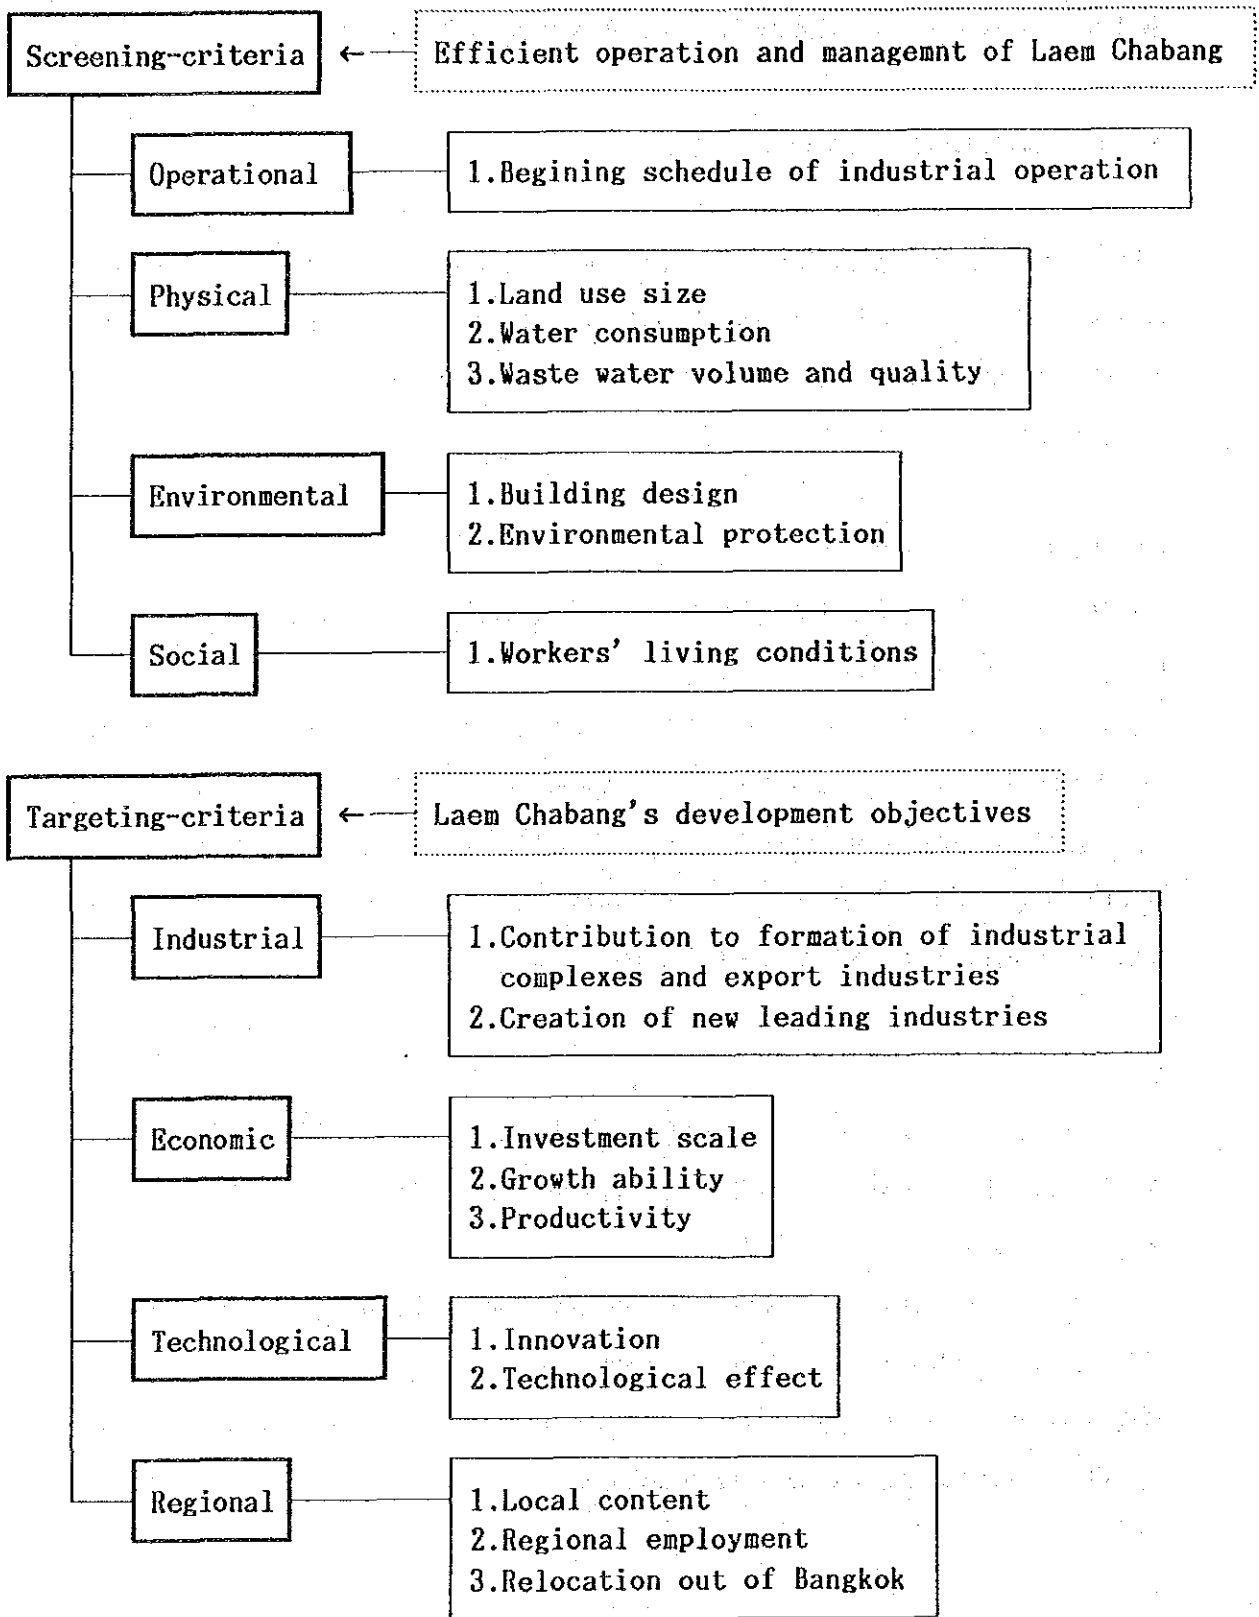 Screening-criteria ← Efficient operation and managemnt of Laem Chabang
Operational
1.Begining schedule of industrial operation
Physical
1.Land use size
2.Water consumption
3.Waste water volume and quality
Environmental
1.Building design
2.Environmental protection
Social
1.Workers' living conditions
Targeting-criteria ← Laem Chabang's development objectives
Industrial
1.Contribution to formation of industrial
complexes and export industries
2.Creation of new leading industries
Economic
1.Investment scale
2.Growth ability
3.Productivity
Technological
1.Innovation
2.Technological effect
Regional
1.Local content
2.Regional employment
3.Relocation out of Bangkok